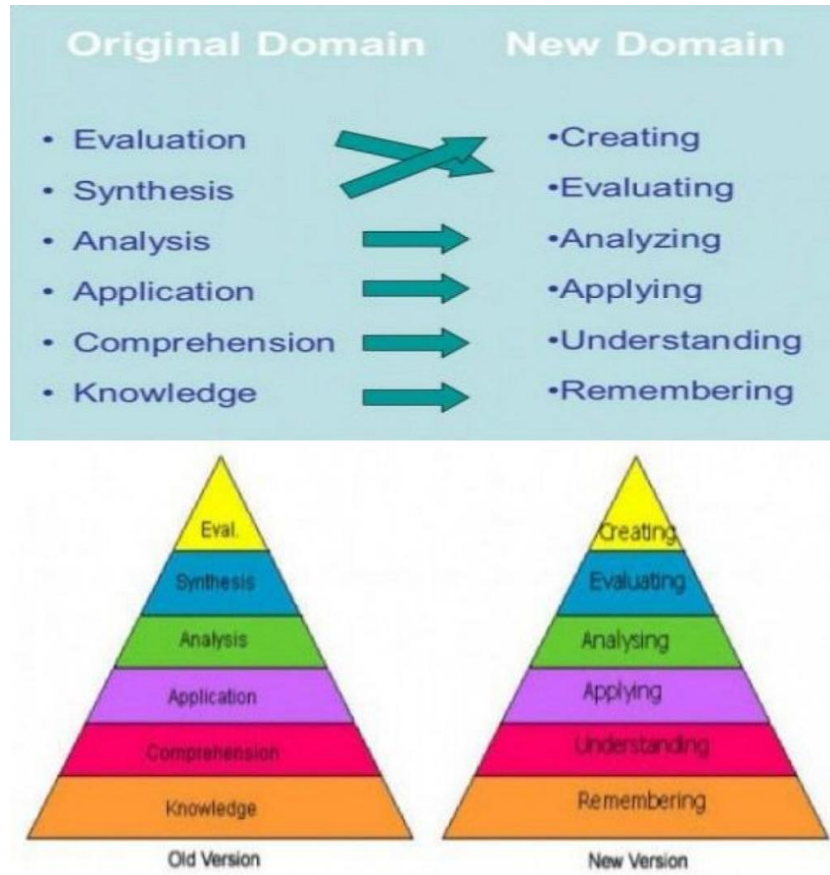 Original Domain
New Domain
• Evaluation
• Synthesis
• Analysis
• Application
• Comprehension
• Knowledge
•Creating
•Evaluating
•Analyzing
•Applying
•Understanding
•Remembering
Eval.
Synthesis
Analysis
Application
Comprehension
Knowledge
Old Version
Creating
Evaluating
Analysing
Applying
Understanding
Remembering
New Version